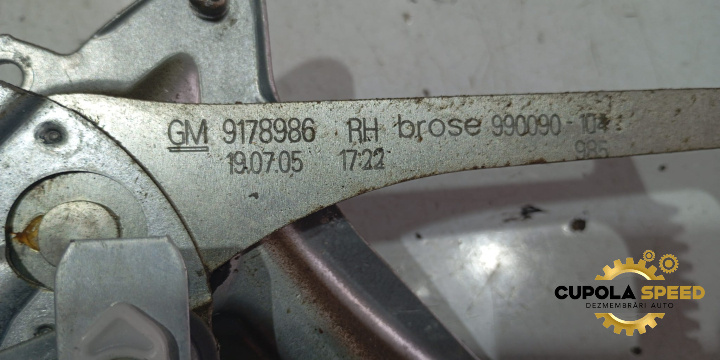 GM 9178986 RH brose 990090-104
19.07.05 17:22 985
CUPOLA SPEED
DEZMEMBRĂRI AUTO